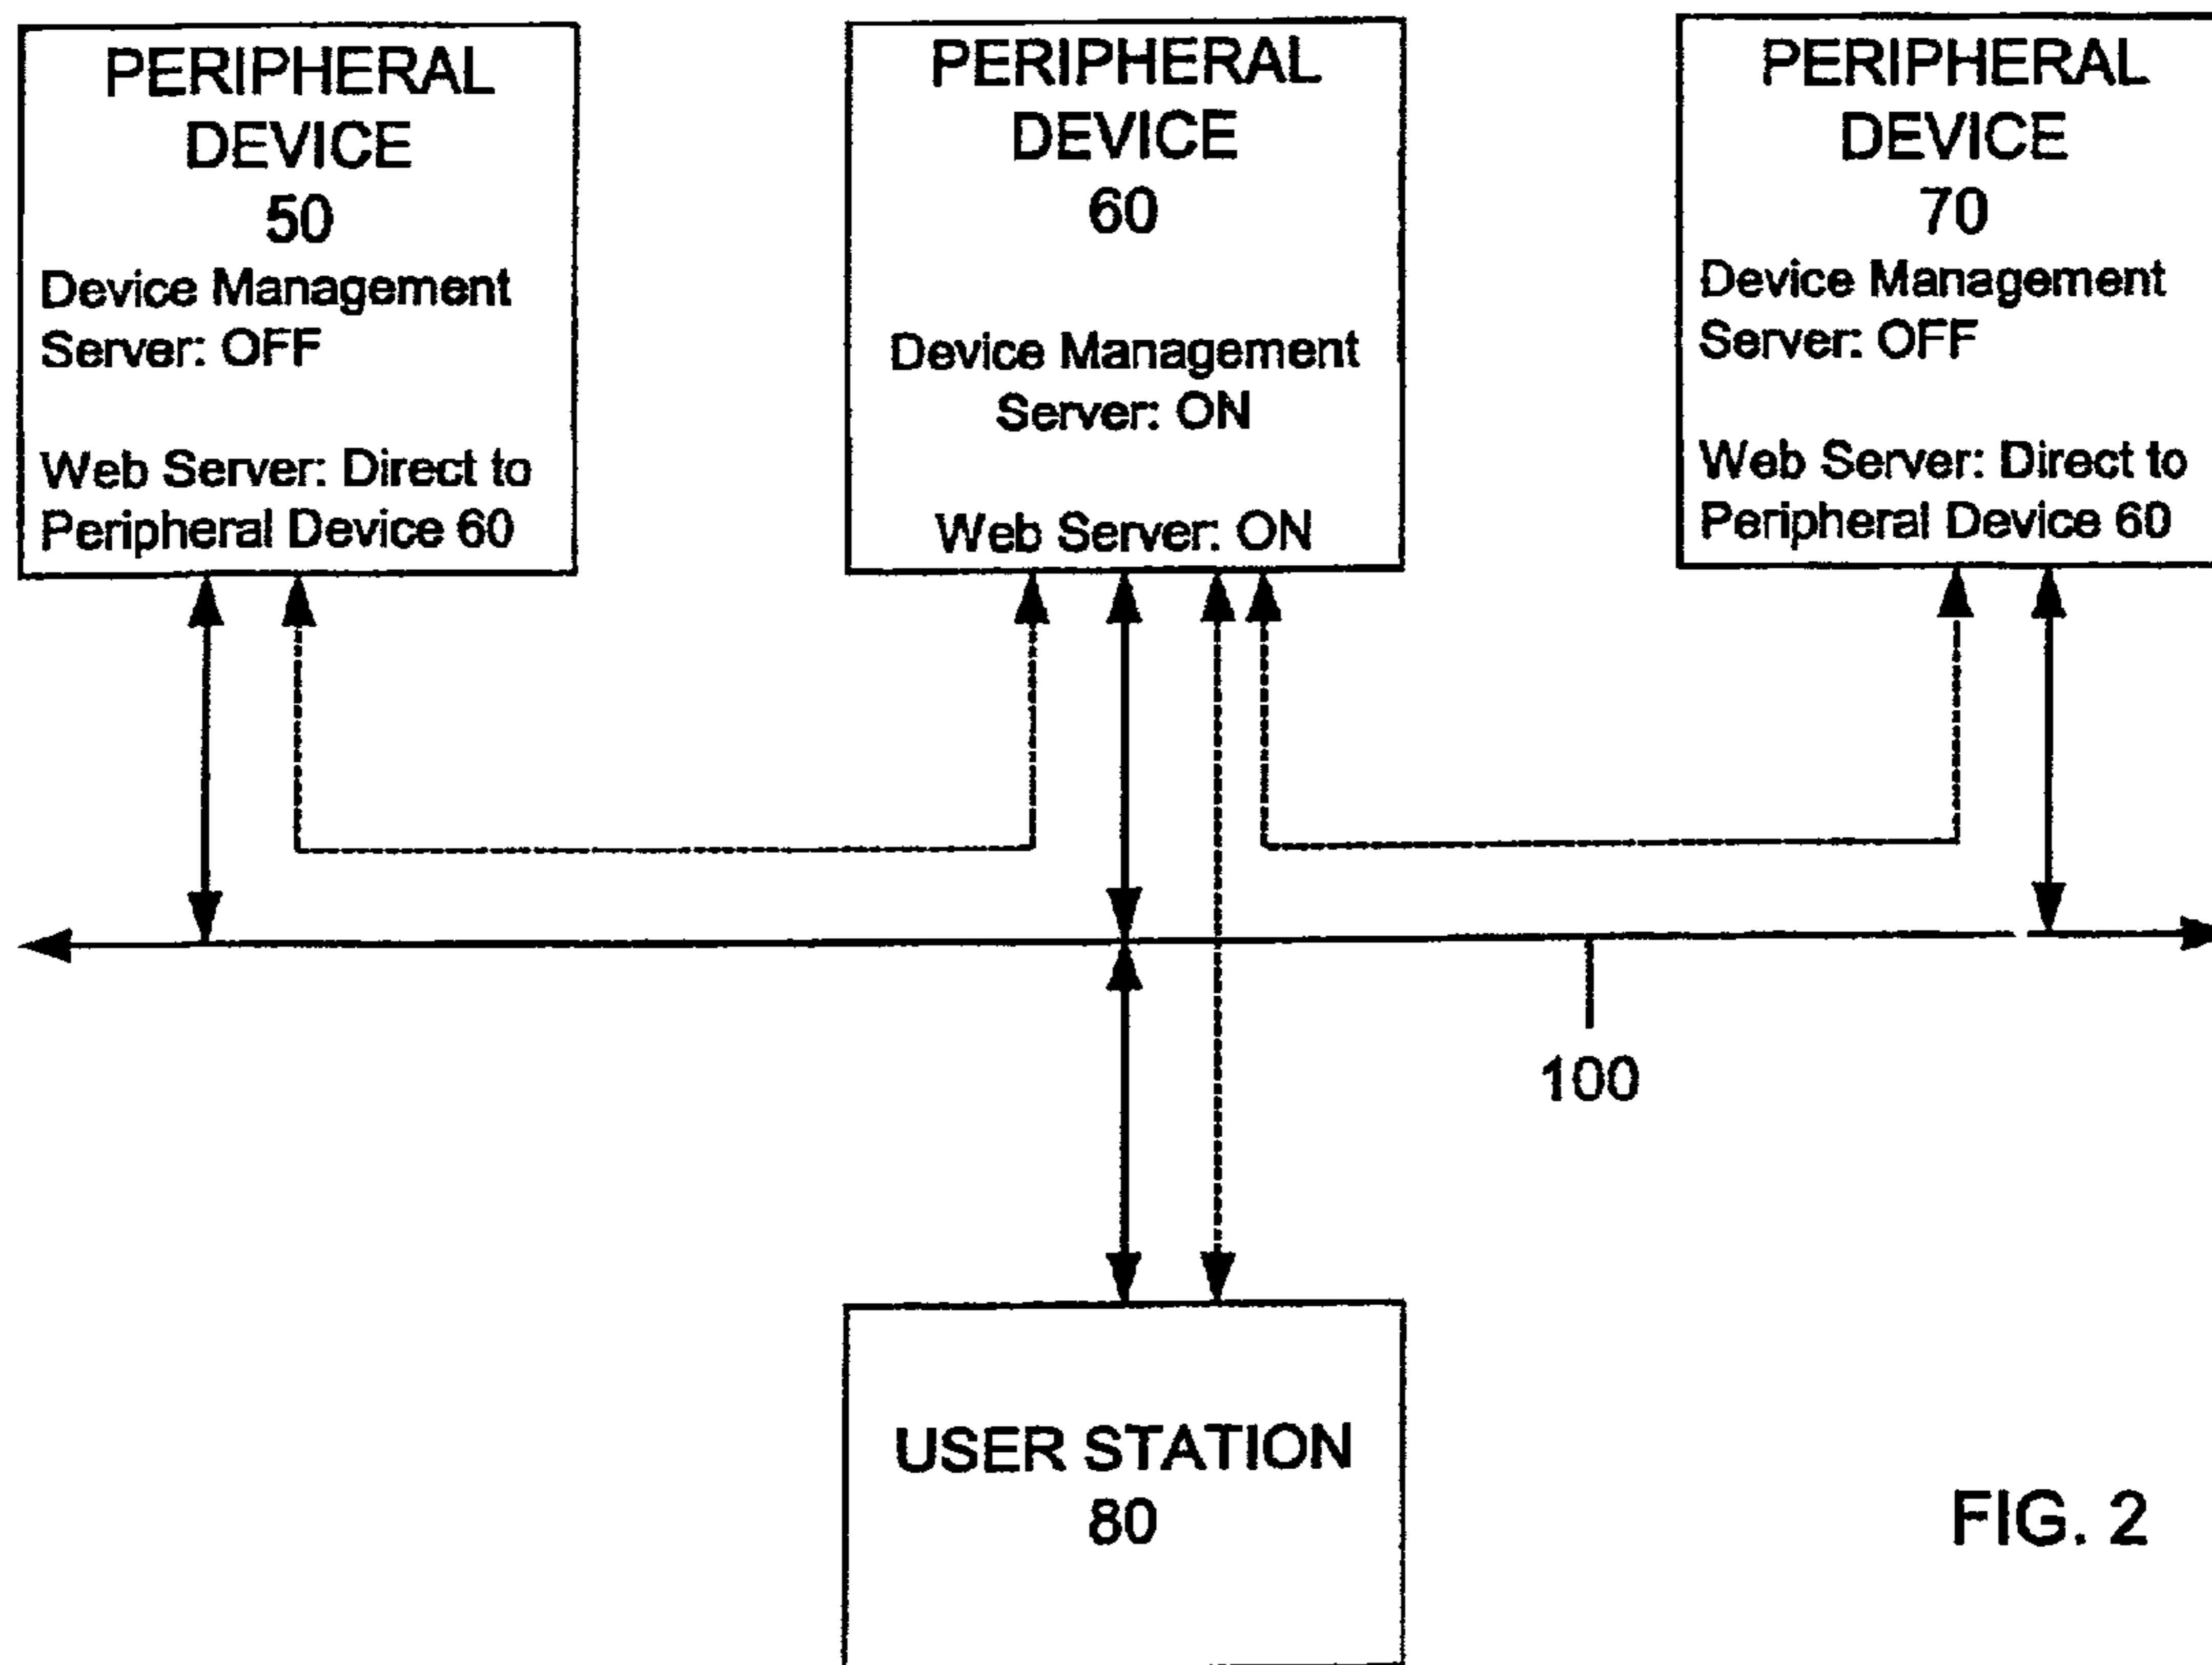 PERIPHERAL
DEVICE
50
Device Management
Server: OFF
Web Server: Direct to
Peripheral Device 60
PERIPHERAL
DEVICE
60
Device Management
Server: ON
Web Server: ON
PERIPHERAL
DEVICE
70
Device Management
Server: OFF
Web Server: Direct to
Peripheral Device 60
100
USER STATION
80
FIG. 2